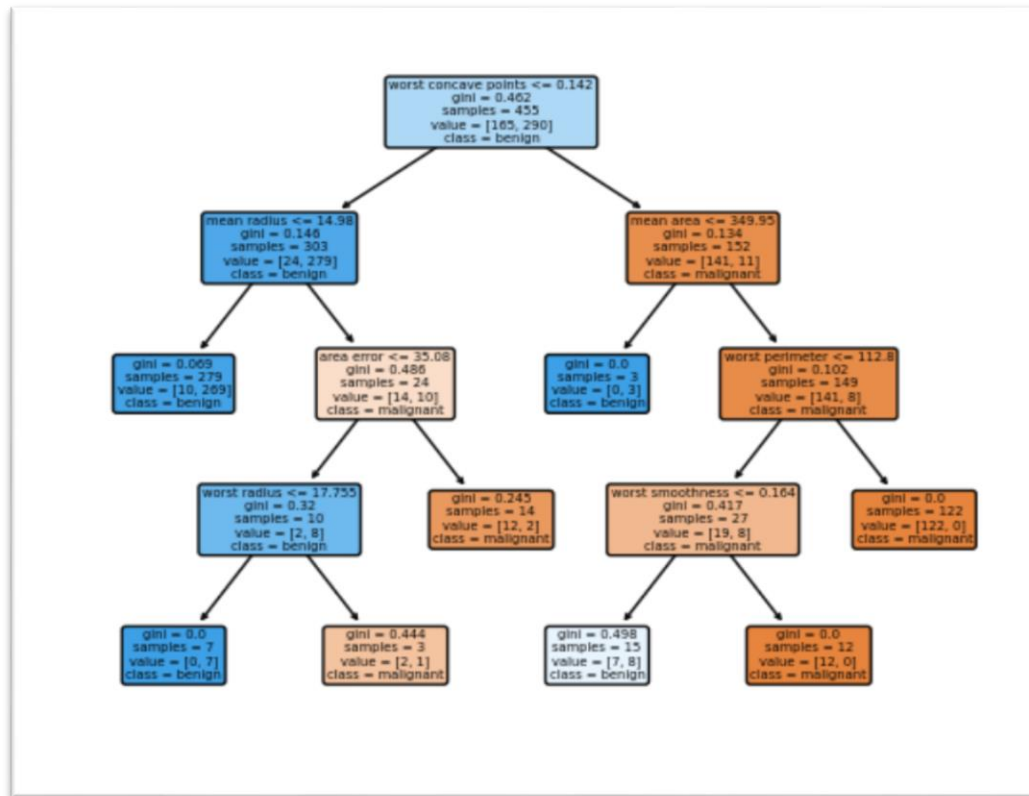 worst concave points <= 0.142
gini = 0.462
samples = 455
value = [165, 290]
class = benign
mean radius <= 14.98
gini = 0.146
samples = 303
value = [24, 279]
class = benign
mean area <= 349.95
gini = 0.134
samples = 152
value = [141, 11]
class = malignant
gini = 0.069
samples = 279
value = [10, 269]
class = benign
area error <= 35.08
gini = 0.486
samples = 24
value = [14, 10]
class = malignant
gini = 0.0
samples = 3
value = [0, 3]
class = benign
worst perimeter <= 112.8
gini = 0.102
samples = 149
value = [141, 8]
class = malignant
worst radius <= 17.755
gini = 0.32
samples = 10
value = [2, 8]
class = benign
gini = 0.245
samples = 14
value = [12, 2]
class = malignant
worst smoothness <= 0.164
gini = 0.417
samples = 27
value = [19, 8]
class = malignant
gini = 0.0
samples = 122
value = [122, 0]
class = malignant
gini = 0.0
samples = 7
value = [0, 7]
class = benign
gini = 0.444
samples = 3
value = [2, 1]
class = malignant
gini = 0.498
samples = 15
value = [7, 8]
class = benign
gini = 0.0
samples = 12
value = [12, 0]
class = malignant